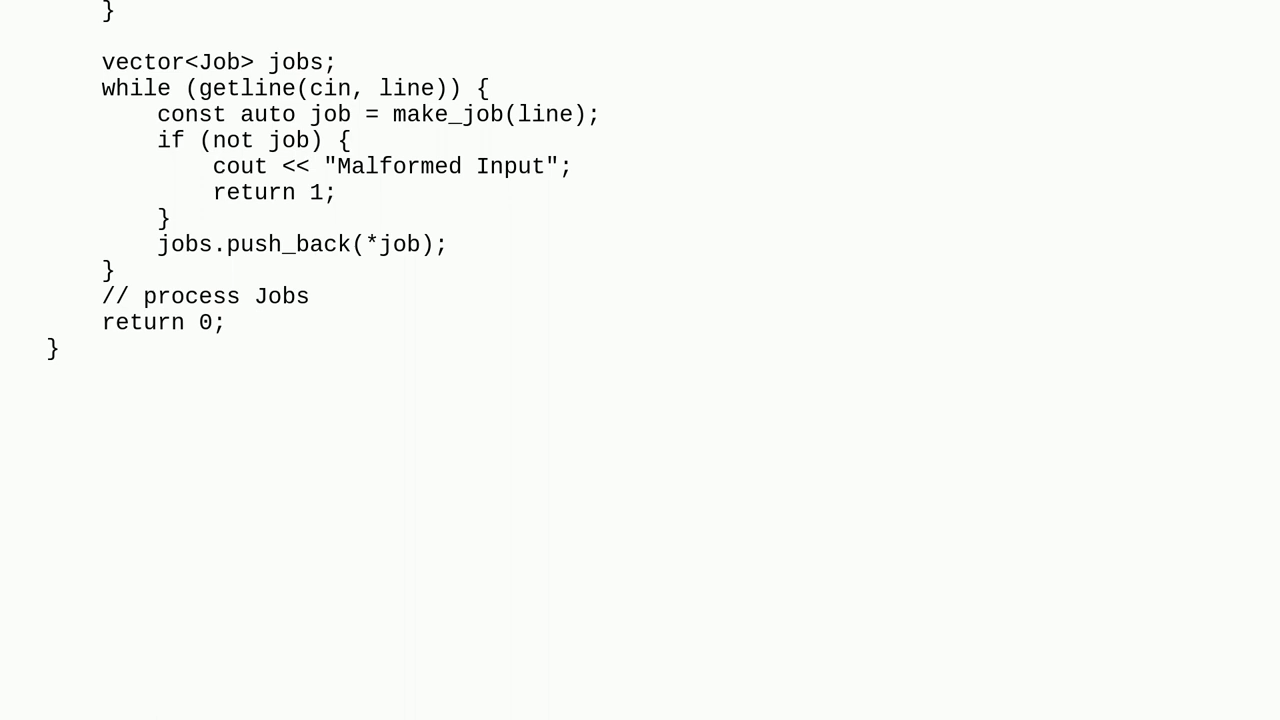 }
vector<Job> jobs;
while (getline(cin, line)) {
const auto job = make_job(line);
if (not job) {
cout << "Malformed Input";
return 1;
}
jobs.push_back(*job);
}
// process Jobs
return 0;
}